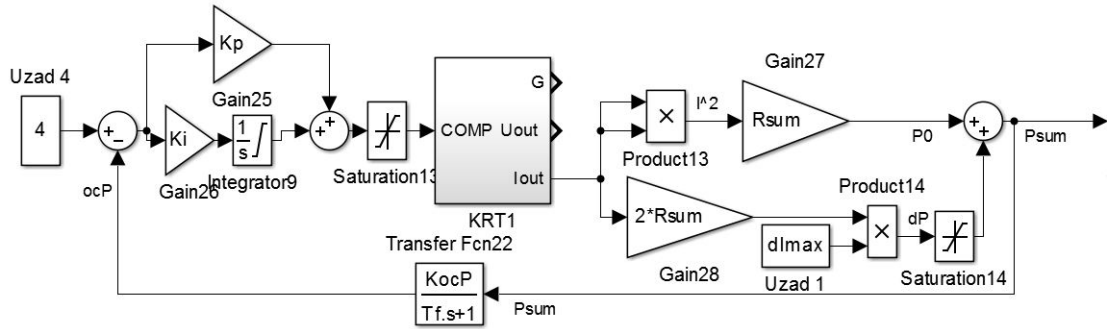 Uzad 4
4
Kp
Gain25
Ki
Gain26
1
s
Integrator9
Saturation13
COMP
G
Uout
Iout
KRT1
I^2
Product13
Gain27
Rsum
P0
Psum
2*Rsum
Gain28
dImax
Uzad 1
Product14
dP
Saturation14
ocP
Transfer Fcn22
KocP
Tf.s+1
Psum